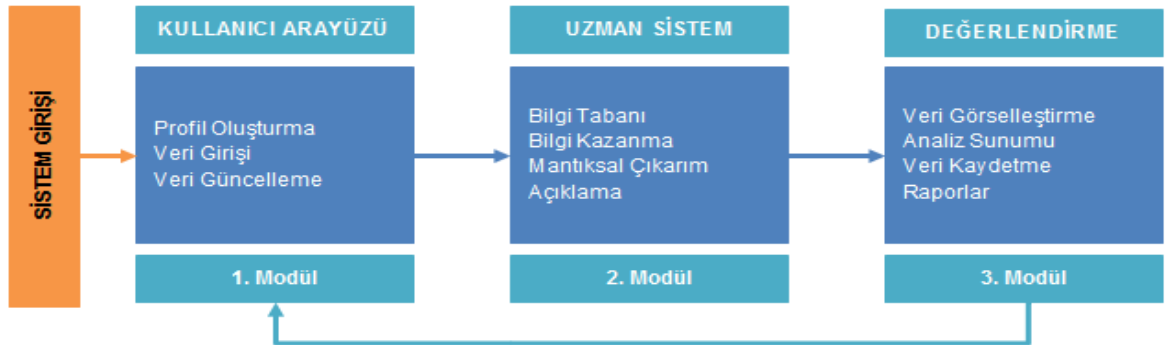 SİSTEM GİRİŞİ
KULLANICI ARAYÜZÜ
Profil Oluşturma
Veri Girişi
Veri Güncelleme
1. Modül
UZMAN SİSTEM
Bilgi Tabanı
Bilgi Kazanma
Mantıksal Çıkarım
Açıklama
2. Modül
DEĞERLENDİRME
Veri Görselleştirme
Analiz Sunumu
Veri Kaydetme
Raporlar
3. Modül